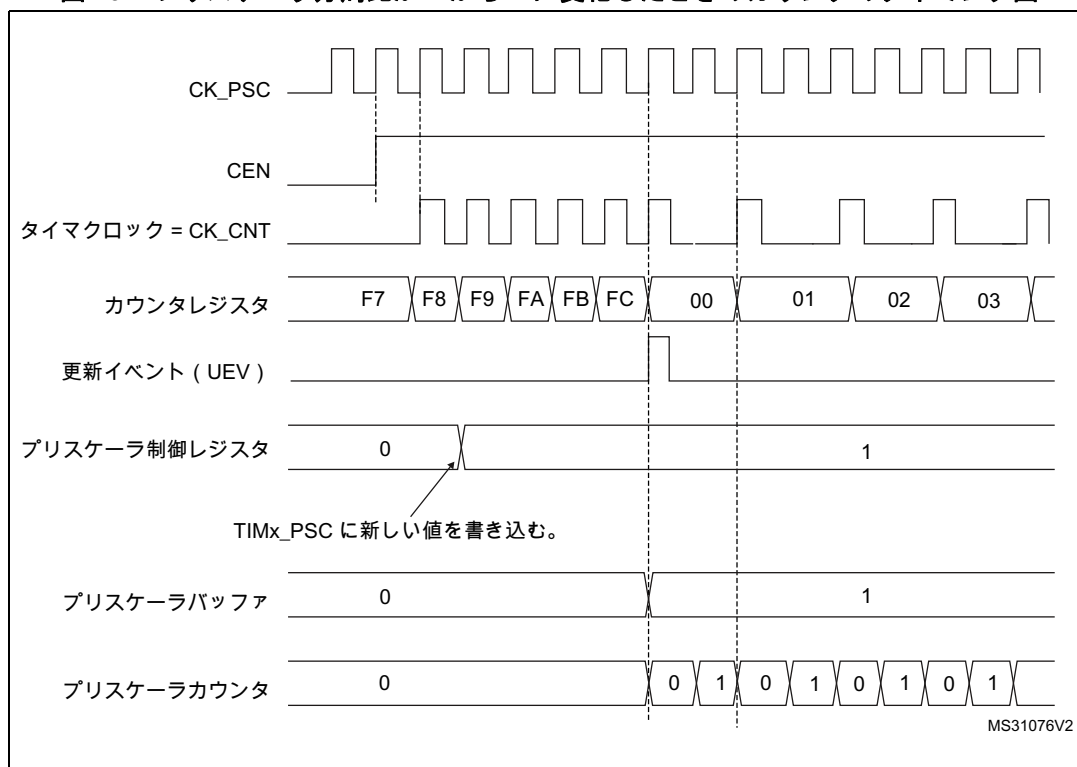 CK_PSC
CEN
タイマクロック = CK_CNT
カウンタレジスタ
F7 F8 F9 FA FB FC 00 01 02 03
更新イベント ( UEV )
プリスケーラ制御レジスタ
0 1
TIMx_PSC に新しい値を書き込む。
プリスケーラバッファ
0 1
プリスケーラカウンタ
0 0 1 0 1 0 1 0 1
MS31076V2